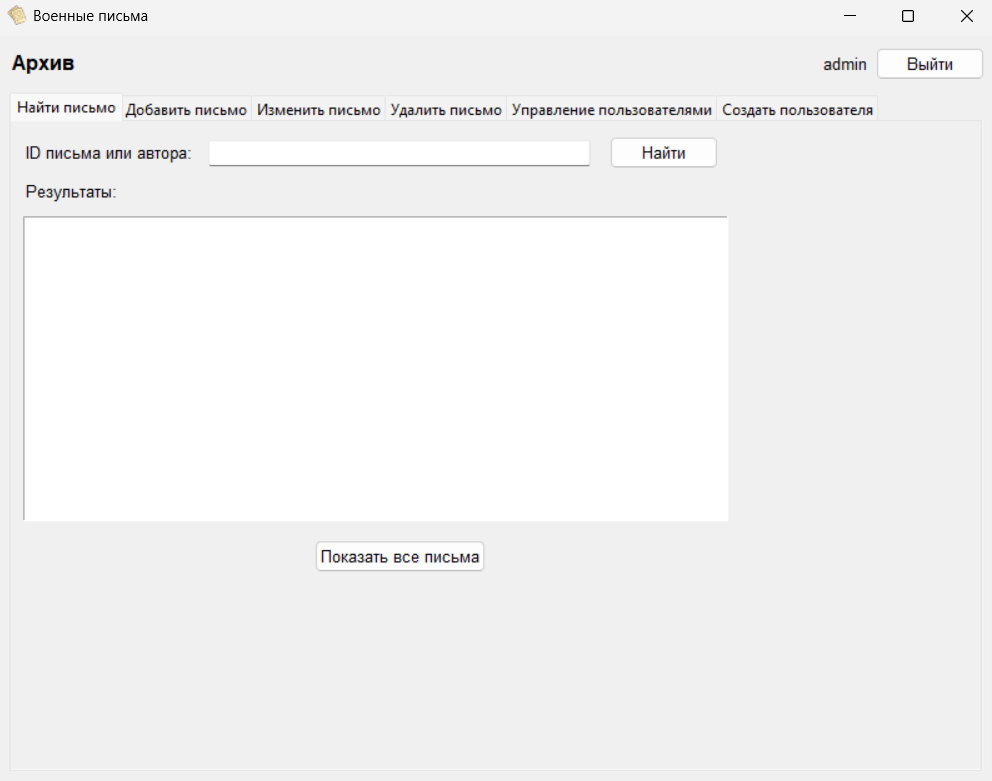 Военные письма
Архив
admin
Выйти
Найти письмо
Добавить письмо
Изменить письмо
Удалить письмо
Управление пользователями
Создать пользователя
ID письма или автора:
Найти
Результаты:
Показать все письма